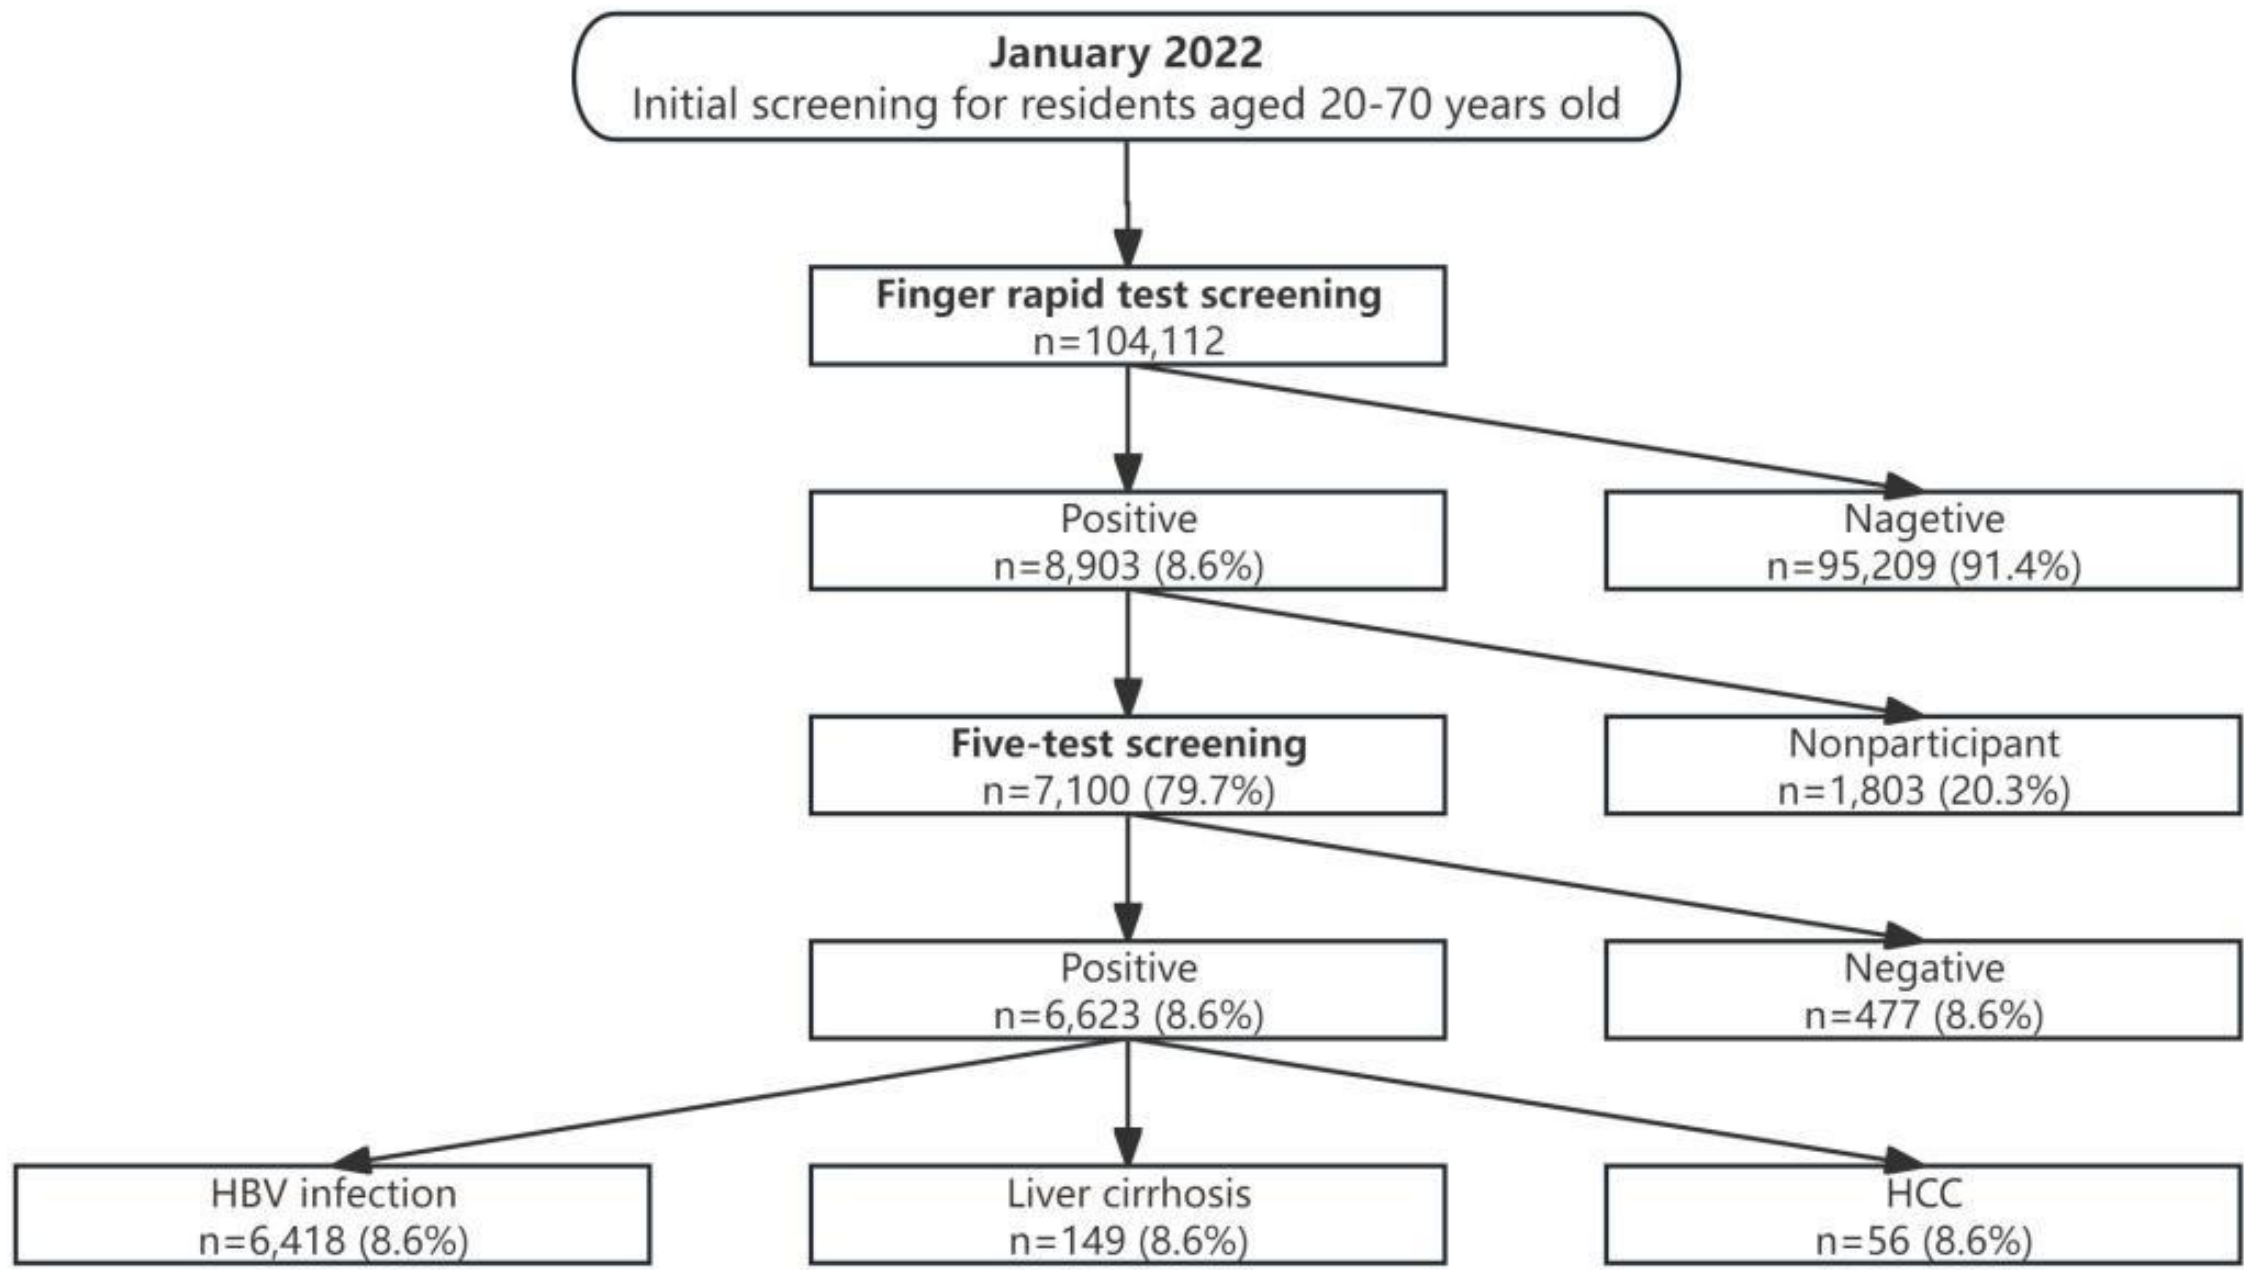 January 2022
Initial screening for residents aged 20-70 years old
Finger rapid test screening
n=104,112
Positive
n=8,903 (8.6%)
Nagetive
n=95,209 (91.4%)
Five-test screening
n=7,100 (79.7%)
Nonparticipant
n=1,803 (20.3%)
Positive
n=6,623 (8.6%)
Negative
n=477 (8.6%)
HBV infection
n=6,418 (8.6%)
Liver cirrhosis
n=149 (8.6%)
HCC
n=56 (8.6%)